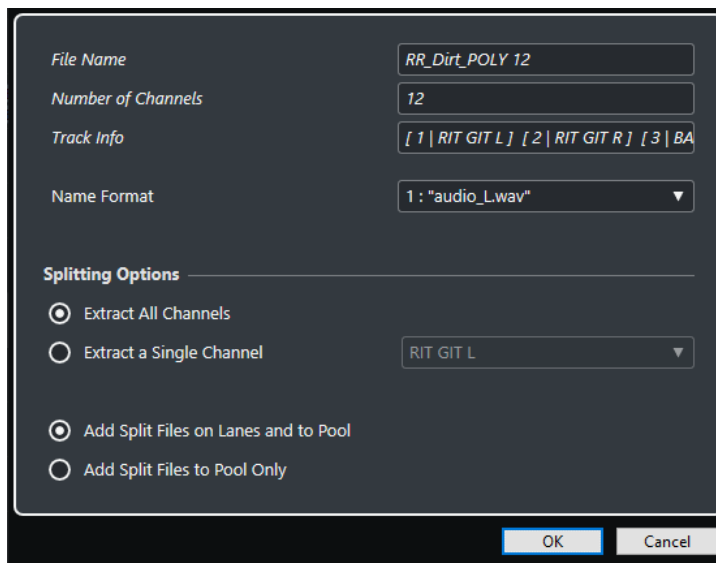 File Name RR_Dirt_POLY 12
Number of Channels 12
Track Info [ 1 | RIT GIT L ] [ 2 | RIT GIT R ] [ 3 | BA
Name Format 1 : "audio_L.wav"
Splitting Options
Extract All Channels
Extract a Single Channel RIT GIT L
Add Split Files on Lanes and to Pool
Add Split Files to Pool Only
OK Cancel